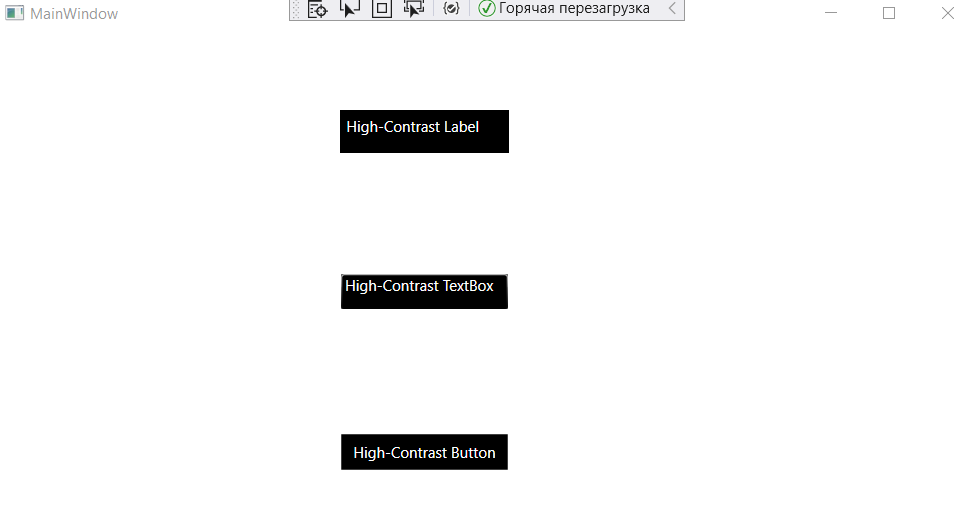 MainWindow
Горячая перезагрузка
High-Contrast Label
High-Contrast TextBox
High-Contrast Button